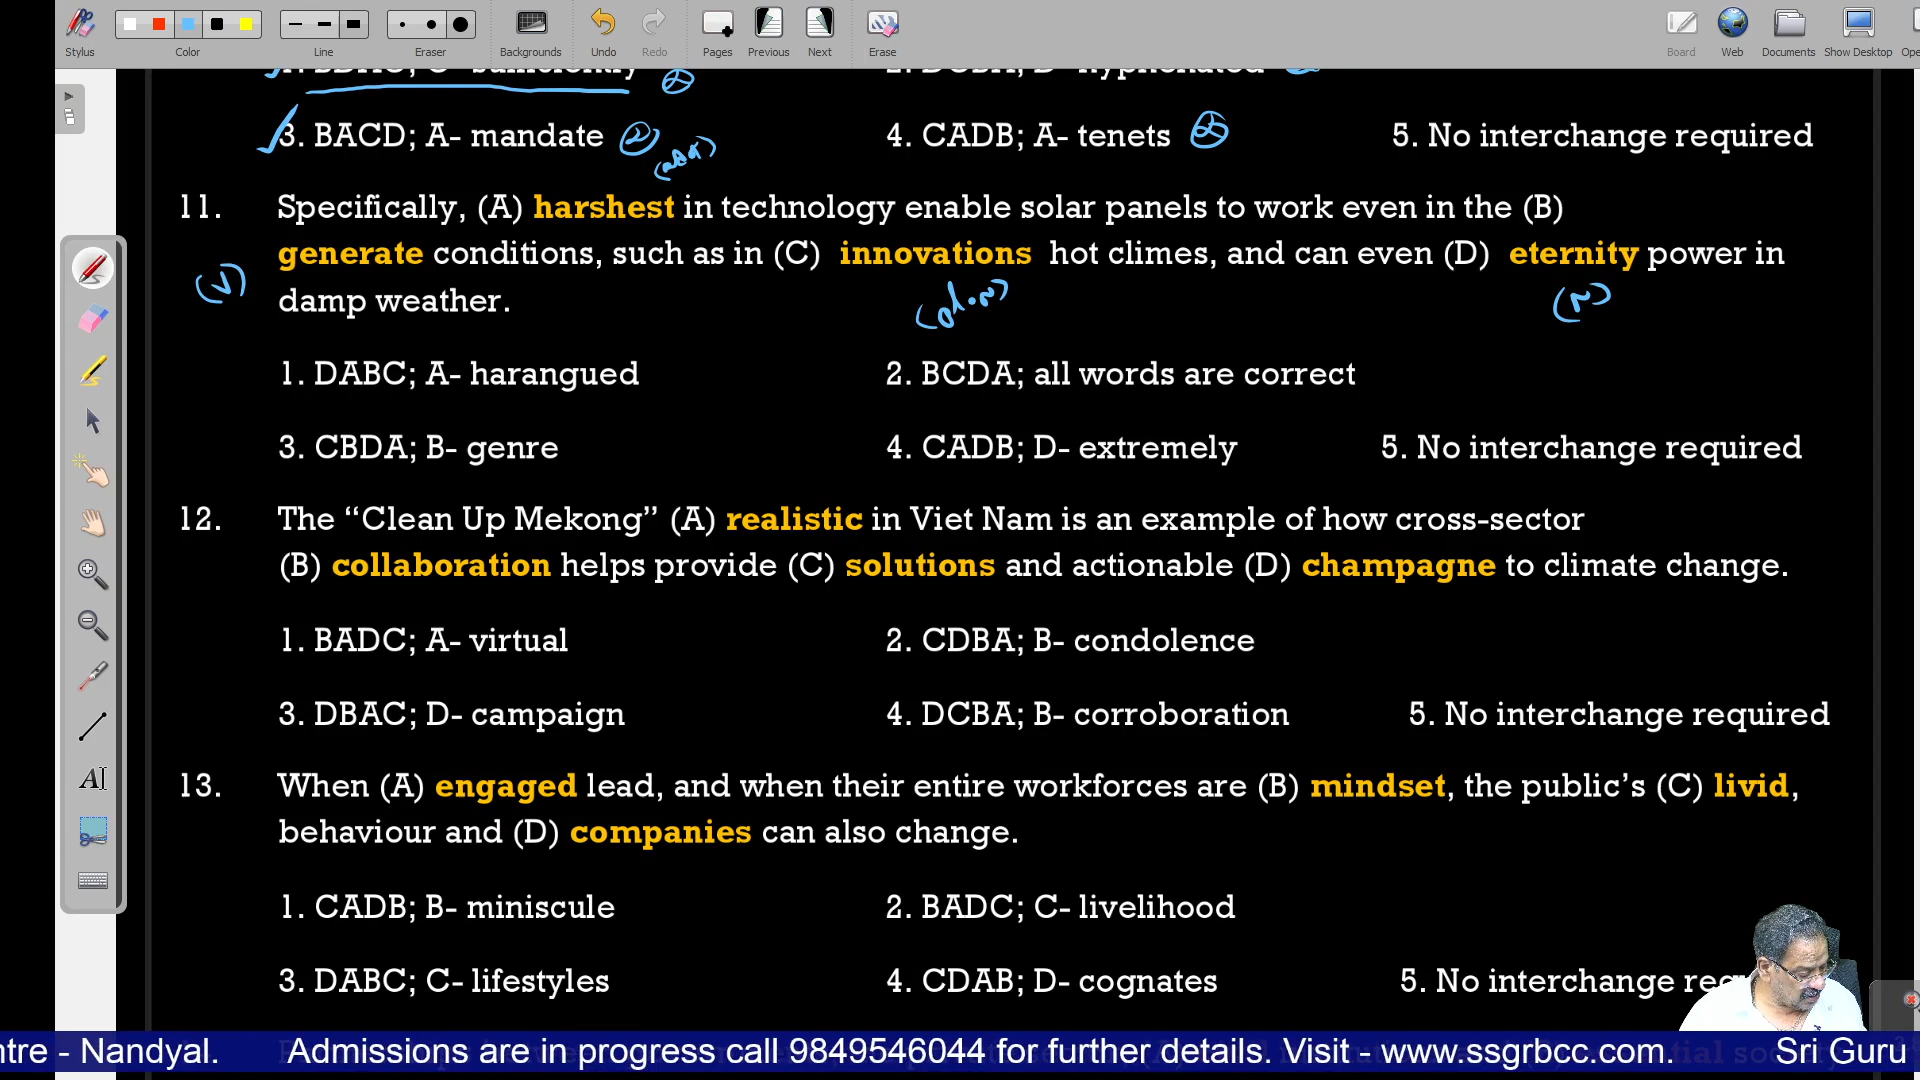 Stylus
Color
Line
Eraser
Backgrounds
Undo
Redo
Pages
Previous
Next
Erase
Board
Web
Documents
Show Desktop
3. BACD; A- mandate 4. CADB; A- tenets 5. No interchange required
11. Specifically, (A) harshest in technology enable solar panels to work even in the (B)
generate conditions, such as in (C) innovations hot climes, and can even (D) eternity power in
(V)
damp weather.
(N)
1. DABC; A- harangued 2. BCDA; all words are correct
3. CBDA; B- genre 4. CADB; D- extremely 5. No interchange required
12. The “Clean Up Mekong” (A) realistic in Viet Nam is an example of how cross-sector
(B) collaboration helps provide (C) solutions and actionable (D) champagne to climate change.
1. BADC; A- virtual 2. CDBA; B- condolence
3. DBAC; D- campaign 4. DCBA; B- corroboration 5. No interchange required
13. When (A) engaged lead, and when their entire workforces are (B) mindset, the public’s (C) livid,
behaviour and (D) companies can also change.
1. CADB; B- miniscule 2. BADC; C- livelihood
3. DABC; C- lifestyles 4. CDAB; D- cognates 5. No interchange
ntre - Nandyal. Admissions are in progress call 9849546044 for further details. Visit - www.ssgrbcc.com. Sri Guru